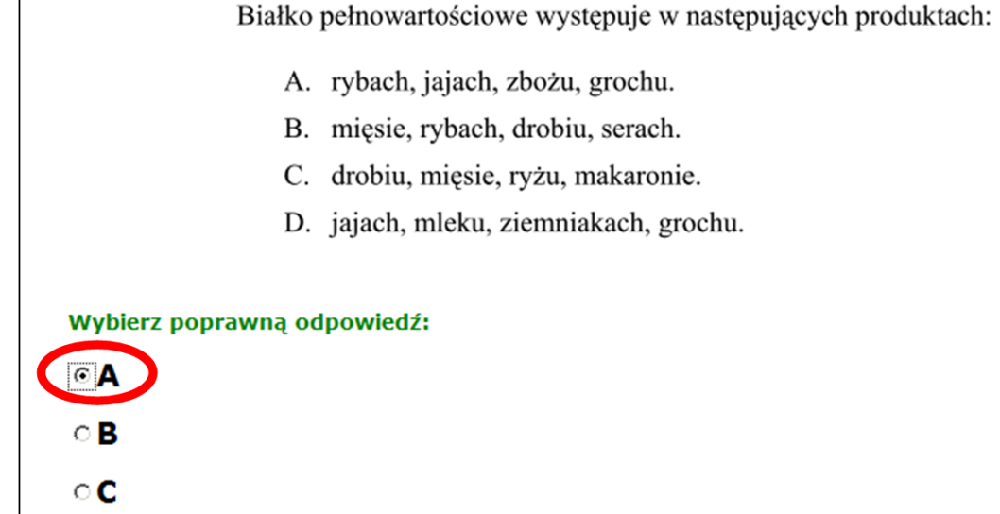 Białko pełnowartościowe występuje w następujących produktach:
A. rybach, jajach, zbożu, grochu.
B. mięsie, rybach, drobiu, serach.
C. drobiu, mięsie, ryżu, makaronie.
D. jajach, mleku, ziemniakach, grochu.
Wybierz poprawną odpowiedź:
A
B
C